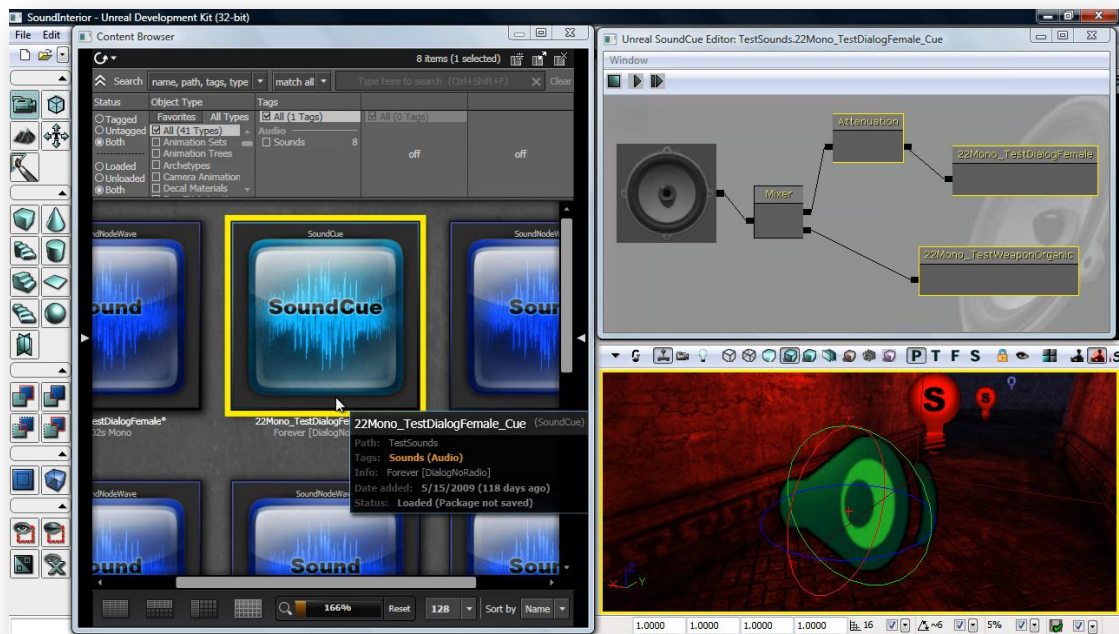 SoundInterior - Unreal Development Kit (32-bit)
File Edit
Content Browser
8 items (1 selected)
Search name, path, tags, type match all Type here to search (Ctrl+Shift+F) Clear
Status Object Type Tags
Favorites All Types
Tagged
Untagged
Both
Loaded
Unloaded
Both
All (41 Types)
Animation Sets
Animation Trees
Archetypes
Camera Animation
Decal Materials
All (1 Tags)
Audio
Sounds 8
All (0 Tags)
off
off
ndNodeWave
SoundCue
SoundNodeW
ound
SoundCue
Soun
estDialogFemale*
02s Mono
22Mono_TestDialogFe
Forever [DialogNo
22Mono_TestDialogFemale_Cue (SoundCue)
Path: TestSounds
Tags: Sounds (Audio)
Info: Forever [DialogNoRadio]
Date added: 5/15/2009 (118 days ago)
Status: Loaded (Package not saved)
ndNodeWave
SoundNodeWave
ound
Sound
Soun
166% Reset 128 Sort by Name
Unreal SoundCue Editor: TestSounds.22Mono_TestDialogFemale_Cue
Window
Attenuation
22Mono_TestDialogFemale
Mixer
22Mono_TestWeaponOrganic
P T F S
S
S
Z
X Y
1.0000 1.0000 1.0000 1.0000 16 ~6 5%